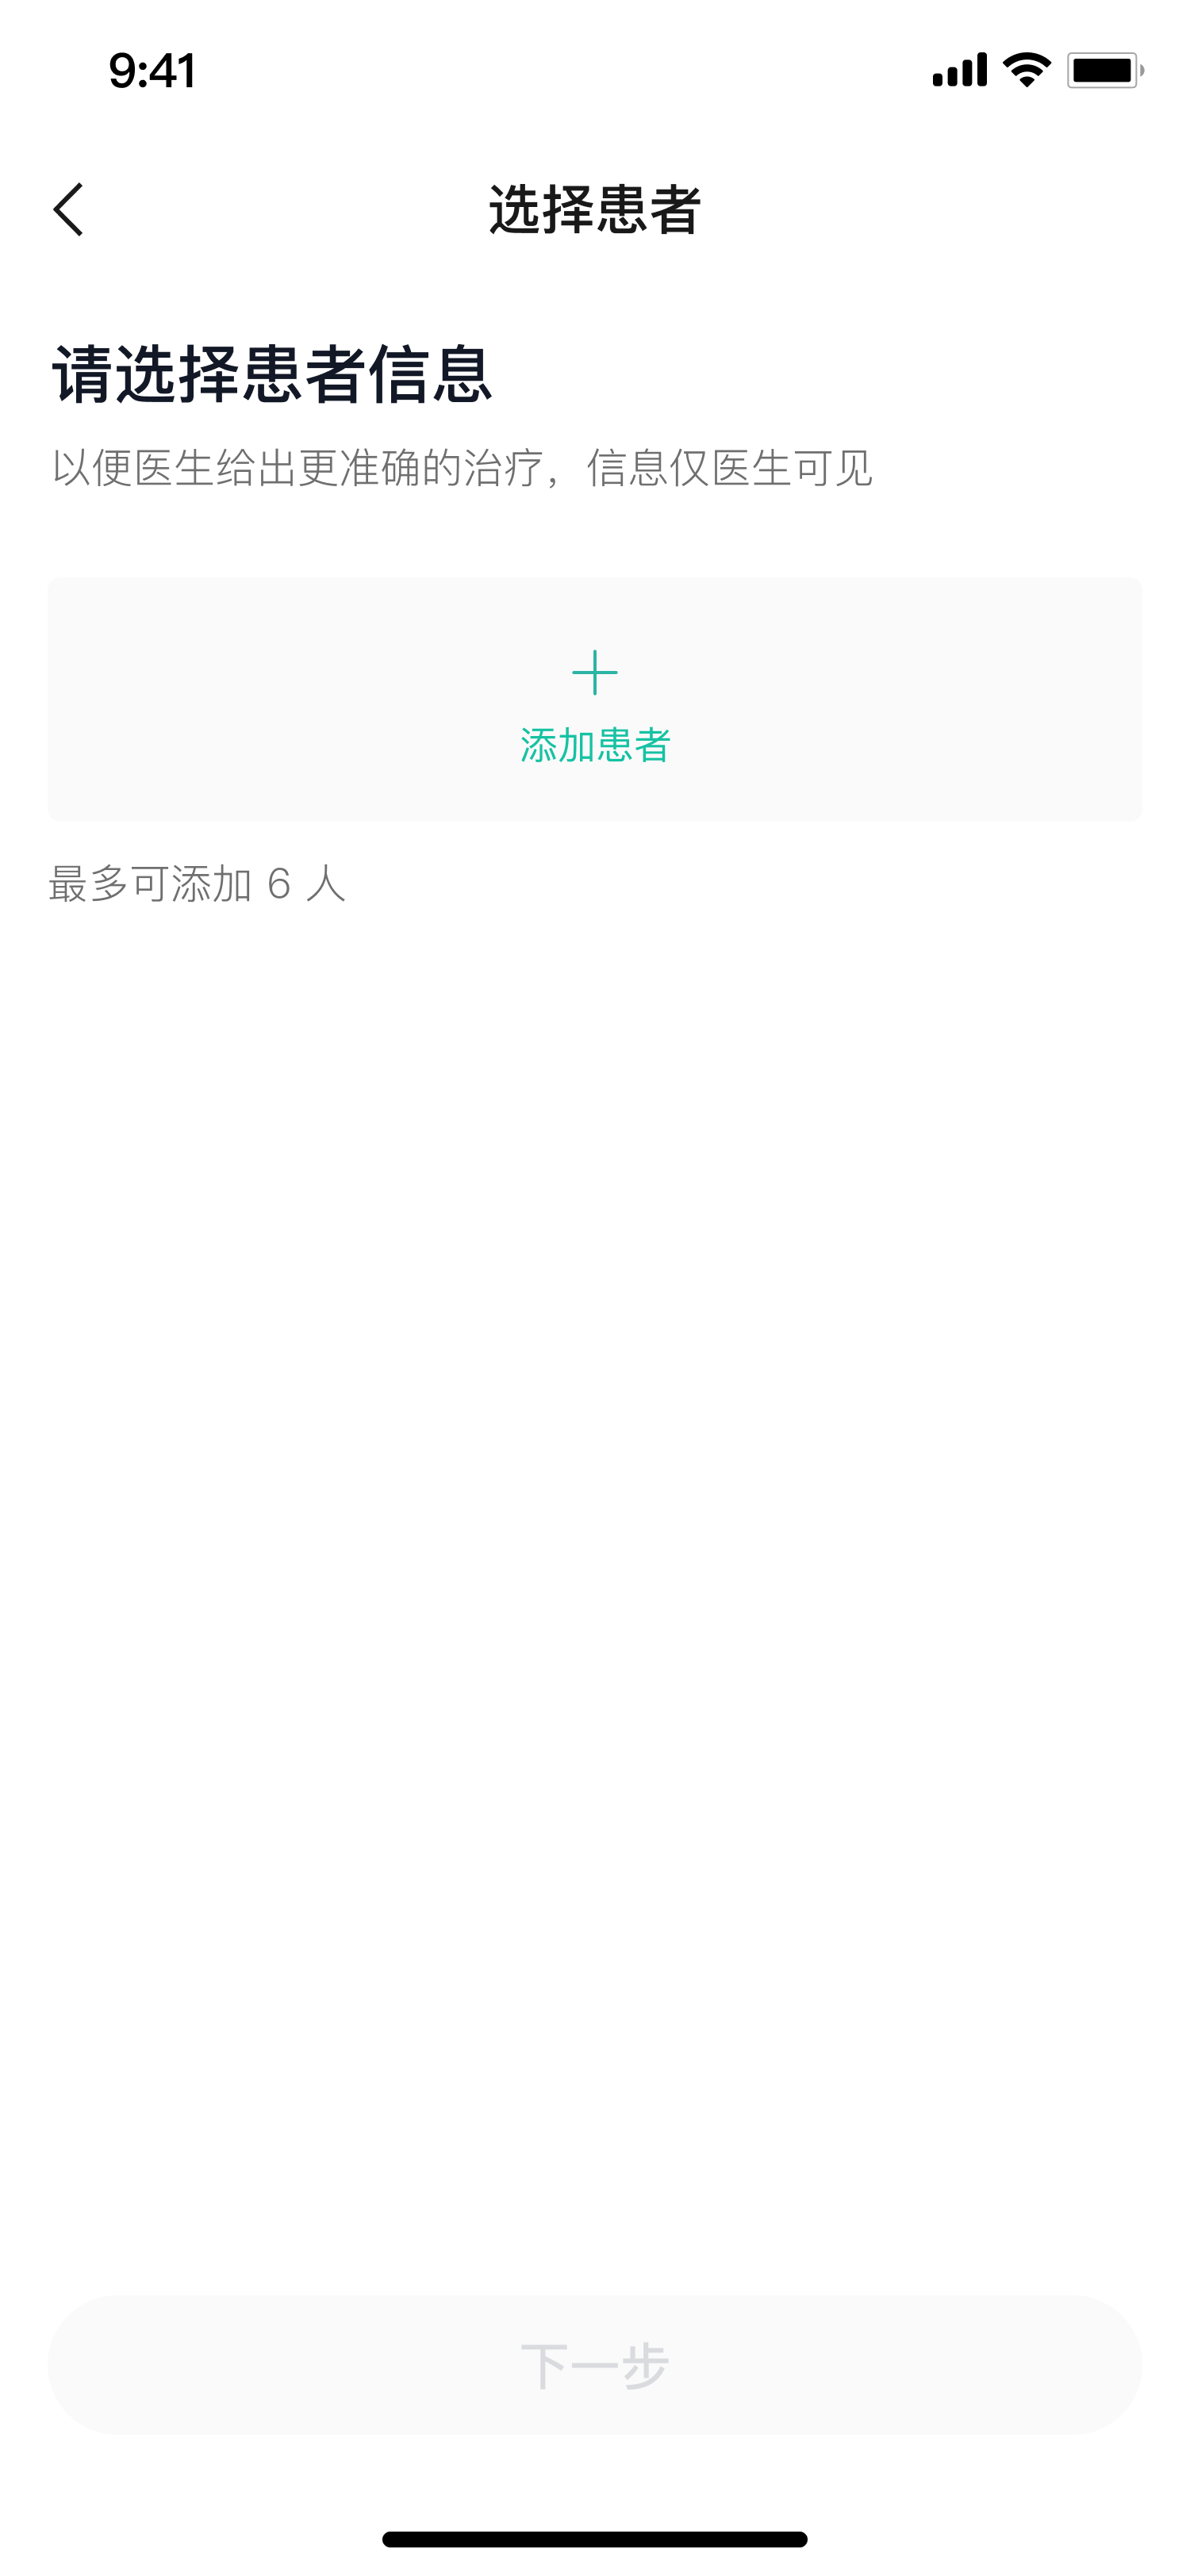 9:41
选择患者
请选择患者信息
以便医生给出更准确的治疗，信息仅医生可见
添加患者
最多可添加 6 人
下一步